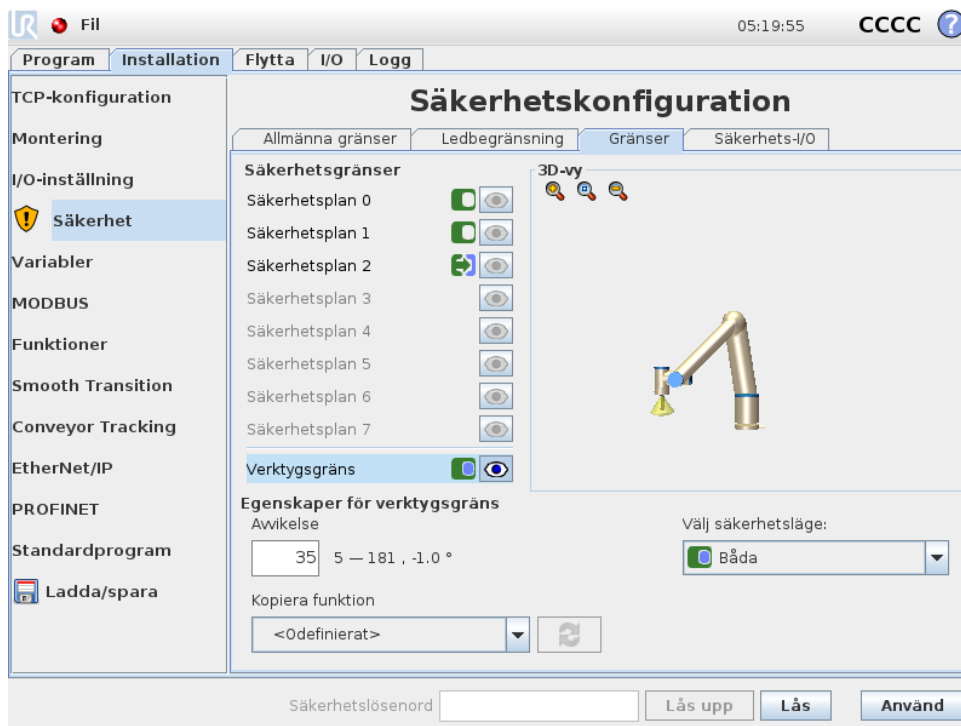 UR Fil 05:19:55 CCCC ?
Program Installation Flytta I/O Logg
TCP-konfiguration
Montering
I/O-inställning
Säkerhet
Variabler
MODBUS
Funktioner
Smooth Transition
Conveyor Tracking
EtherNet/IP
PROFINET
Standardprogram
Ladda/spara
Säkerhetskonfiguration
Allmänna gränser Ledbegränsning Gränser Säkerhets-I/O
Säkerhetsgränser
Säkerhetsplan 0
Säkerhetsplan 1
Säkerhetsplan 2
Säkerhetsplan 3
Säkerhetsplan 4
Säkerhetsplan 5
Säkerhetsplan 6
Säkerhetsplan 7
Verktygsgräns
3D-vy
Egenskaper för verktygsgräns
Avvikelse
35 5 — 181 , -1.0 °
Välj säkerhetsläge:
Båda
Kopiera funktion
<Odefinierat>
Säkerhetslösenord Lås upp Lås Använd